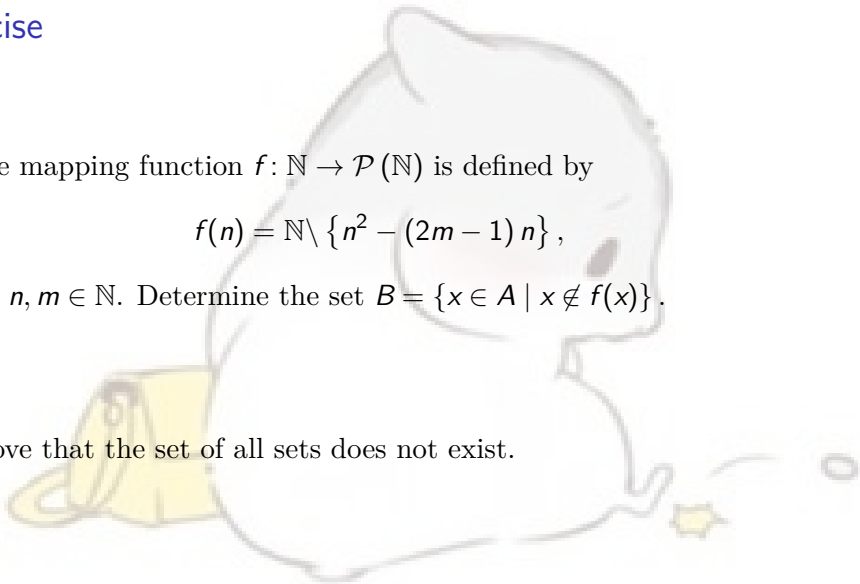 cise
e mapping function f : ℕ → 𝒫 (ℕ) is defined by
f(n) = ℕ\ {n² − (2m − 1) n} ,
n, m ∈ ℕ. Determine the set B = {x ∈ A | x ∉ f(x)} .
ove that the set of all sets does not exist.